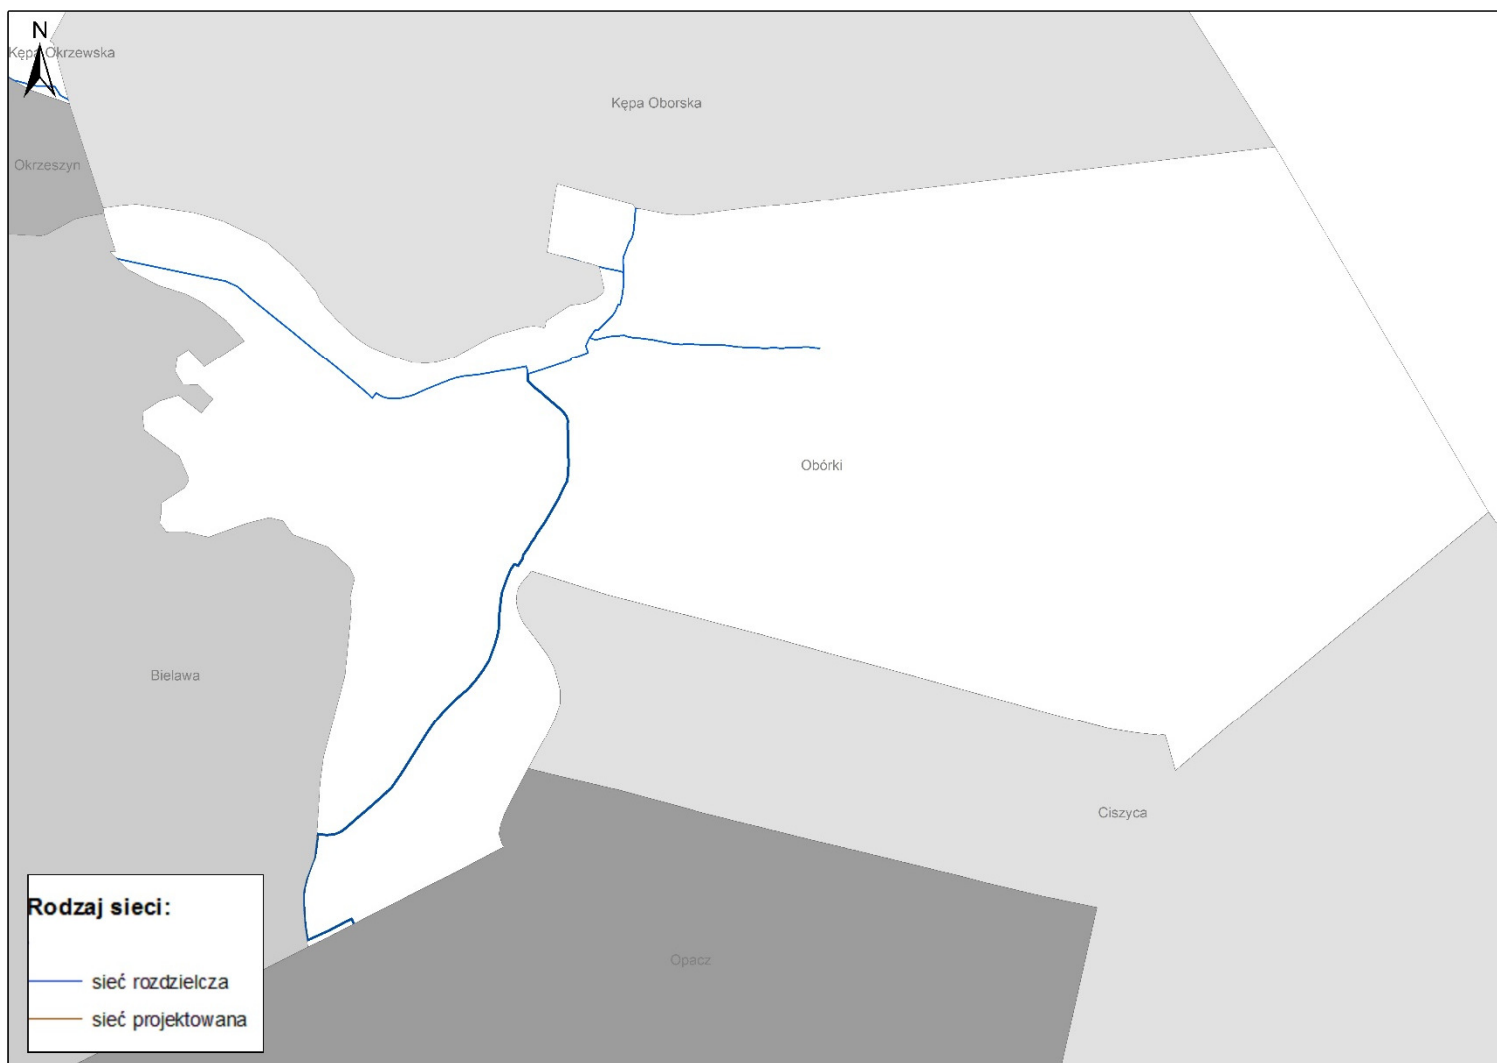 N
Kępa Okrzewska
Kępa Oborska
Okrzeszyn
Obórki
Bielawa
Ciszyca
Opacz
Rodzaj sieci:
sieć rozdzielcza
sieć projektowana